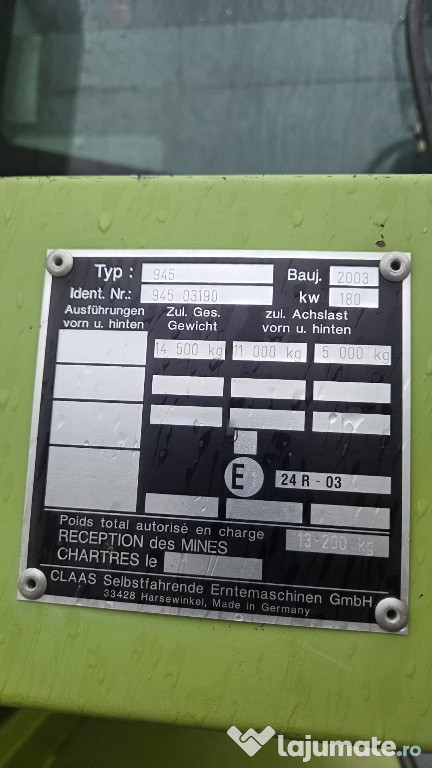 Typ : 945 Bauj. 2003
Ident. Nr.: 945 03190 kw 180
Ausführungen vorn u. hinten Zul. Ges. Gewicht zul. Achslast vorn u. hinten
14 500 kg 11 000 kg 5 000 kg
E1 24 R - 03
Poids total autorisé en charge 13-200 kg
RECEPTION des MINES
CHARTRES le
CLAAS Selbstfahrende Erntemaschinen GmbH
33428 Harsewinkel, Made in Germany
lajumate.ro